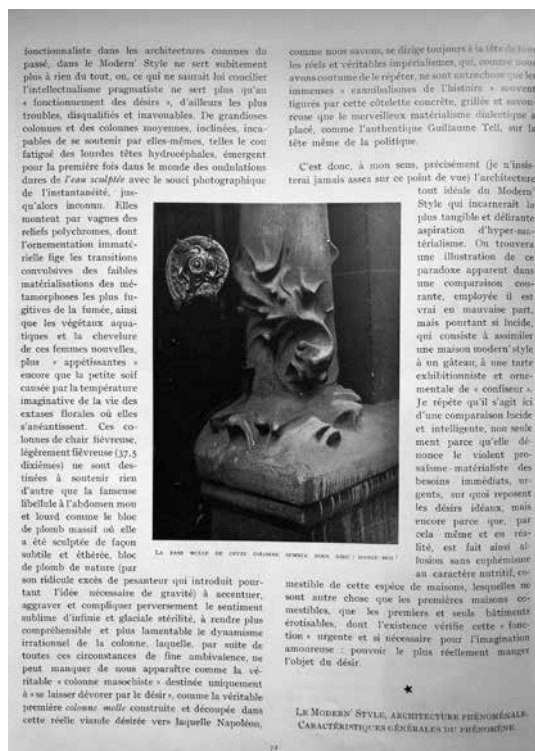 fonctionnaliste dans les architectures connues du
passé, dans le Modern' Style ne sert subitement
plus à rien du tout, ou, ce qui ne saurait lui concilier
l'intellectualisme pragmatiste ne sert plus qu'au
« fonctionnement des désirs », d'ailleurs les plus
troubles, disqualifiés et inavouables. De grandioses
colonnes et des colonnes moyennes, inclinées, inca-
pables de se soutenir par elles-mêmes, telles le cou
fatigué des lourdes têtes hydrocéphales, émergent
pour la première fois dans le monde des ondulations
dures de l'eau sculptée avec le souci photographique
de l'instantanéité, jus-
qu'alors inconnu. Elles
montent par vagues des
reliefs polychromes, dont
l'ornementation immaté-
rielle fige les transitions
convulsives des faibles
matérialisations des mé-
tamorphoses les plus fu-
gitives de la fumée, ainsi
que les végétaux aqua-
tiques et la chevelure
de ces femmes nouvelles,
plus « appétissantes »
encore que la petite soif
causée par la température
imaginative de la vie des
extases florales où elles
s'anéantissent. Ces co-
lonnes de chair fiévreuse,
légèrement fiévreuse (37,5
dixièmes) ne sont des-
tinées à soutenir rien
d'autre que la fameuse
libellule à l'abdomen mou
et lourd comme le bloc
de plomb massif où elle
a été sculptée de façon
subtile et éthérée, bloc
de plomb de nature (par
son ridicule excès de pesanteur qui introduit pour-
tant l'idée nécessaire de gravité) à accentuer,
aggraver et compliquer perversement le sentiment
sublime d'infinie et glaciale stérilité, à rendre plus
compréhensible et plus lamentable le dynamisme
irrationnel de la colonne, laquelle, par suite de
toutes ces circonstances de fine ambivalence, ne
peut manquer de nous apparaître comme la vé-
ritable « colonne masochiste » destinée uniquement
à « se laisser dévorer par le désir », comme la véritable
première colonne molle construite et découpée dans
cette réelle viande désirée vers laquelle Napoléon,
LA BASE MOLLE DE CETTE COLONNE SEMBLE NOUS DIRE : MANGE-MOI !
comme nous savons, se dirige toujours à la tête de tous
les réels et véritables impérialismes, qui, comme nous
avons coutume de le répéter, ne sont autre chose que les
immenses « cannibalismes de l'histoire » souvent
figurés par cette côtelette concrète, grillée et savou-
reuse que le merveilleux matérialisme dialectique a
placé, comme l'authentique Guillaume Tell, sur la
tête même de la politique.
C'est donc, à mon sens, précisément (je n'insis-
terai jamais assez sur ce point de vue) l'architecture
tout idéale du Modern'
Style qui incarnerait la
plus tangible et délirante
aspiration d'hyper-ma-
térialisme. On trouvera
une illustration de ce
paradoxe apparent dans
une comparaison cou-
rante, employée il est
vrai en mauvaise part,
mais pourtant si lucide,
qui consiste à assimiler
une maison modern'style
à un gâteau, à une tarte
exhibitionniste et orne-
mentale de « confiseur ».
Je répète qu'il s'agit ici
d'une comparaison lucide
et intelligente, non seule
ment parce qu'elle dé-
nonce le violent pro-
saïsme-matérialiste des
besoins immédiats, ur-
gents, sur quoi reposent
les désirs idéaux, mais
encore parce que, par
cela même et en réa-
lité, est fait ainsi al-
lusion sans euphémisme
au caractère nutritif, co-
mestible de cette espèce de maisons, lesquelles ne
sont autre chose que les premières maisons co-
mestibles, que les premiers et seuls bâtiments
érotisables, dont l'existence vérifie cette « fonc-
tion » urgente et si nécessaire pour l'imagination
amoureuse : pouvoir le plus réellement manger
l'objet du désir.
LE MODERN' STYLE, ARCHITECTURE PHÉNOMÉNALE.
CARACTÉRISTIQUES GÉNÉRALES DU PHÉNOMÈNE.